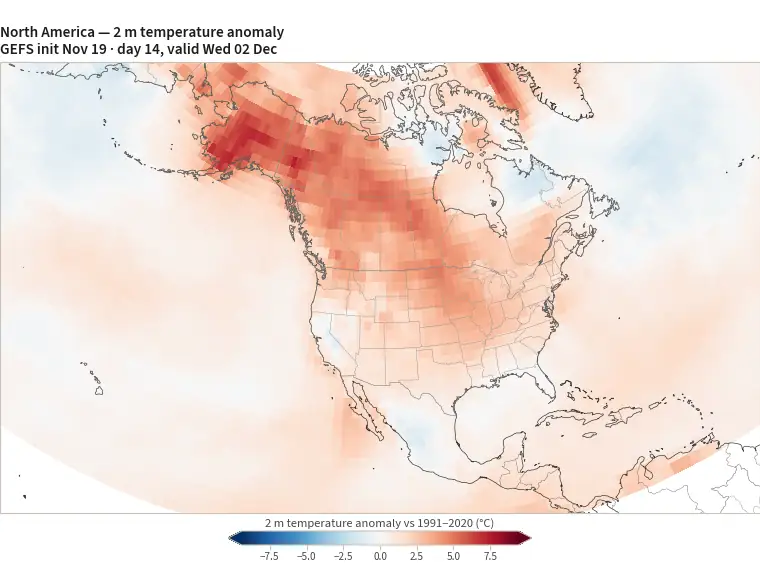 North America — 2 m temperature anomaly
GEFS init Nov 19 · day 14, valid Wed 02 Dec
2 m temperature anomaly vs 1991–2020 (°C)
−7.5 −5.0 −2.5 0.0 2.5 5.0 7.5